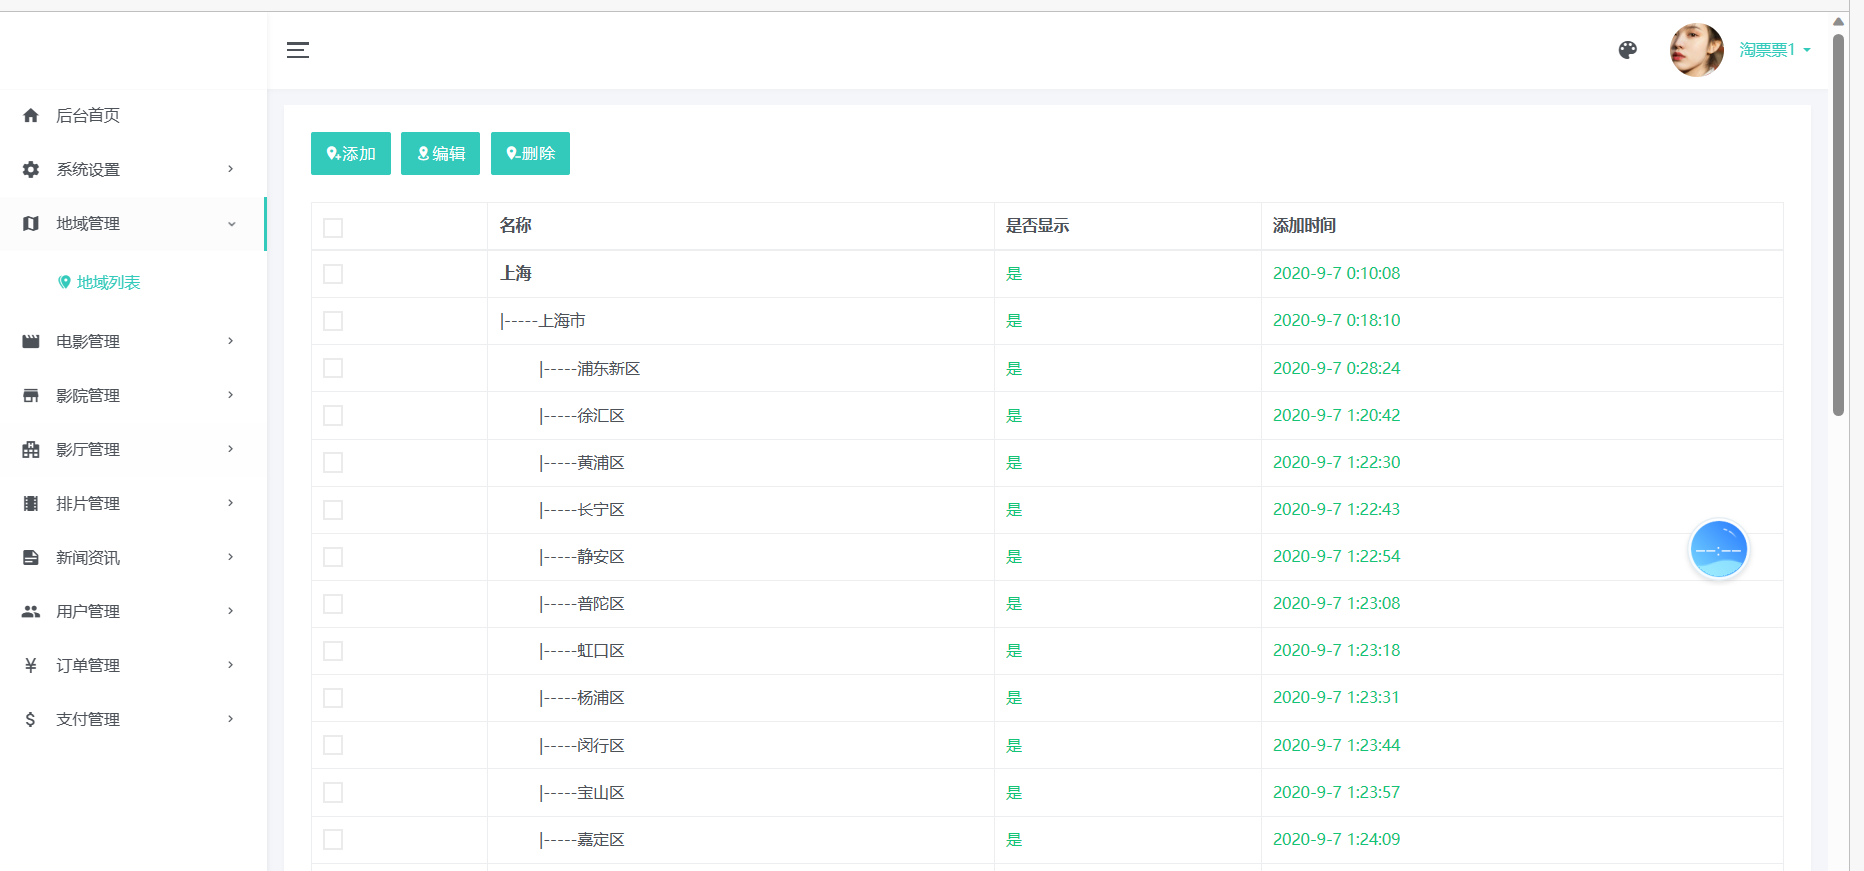 淘票票1
后台首页
系统设置
地域管理
地域列表
电影管理
影院管理
影厅管理
排片管理
新闻资讯
用户管理
订单管理
支付管理
添加 编辑 删除
名称 是否显示 添加时间
上海 是 2020-9-7 0:10:08
|-----上海市 是 2020-9-7 0:18:10
|-----浦东新区 是 2020-9-7 0:28:24
|-----徐汇区 是 2020-9-7 1:20:42
|-----黄浦区 是 2020-9-7 1:22:30
|-----长宁区 是 2020-9-7 1:22:43
|-----静安区 是 2020-9-7 1:22:54
|-----普陀区 是 2020-9-7 1:23:08
|-----虹口区 是 2020-9-7 1:23:18
|-----杨浦区 是 2020-9-7 1:23:31
|-----闵行区 是 2020-9-7 1:23:44
|-----宝山区 是 2020-9-7 1:23:57
|-----嘉定区 是 2020-9-7 1:24:09
--:--